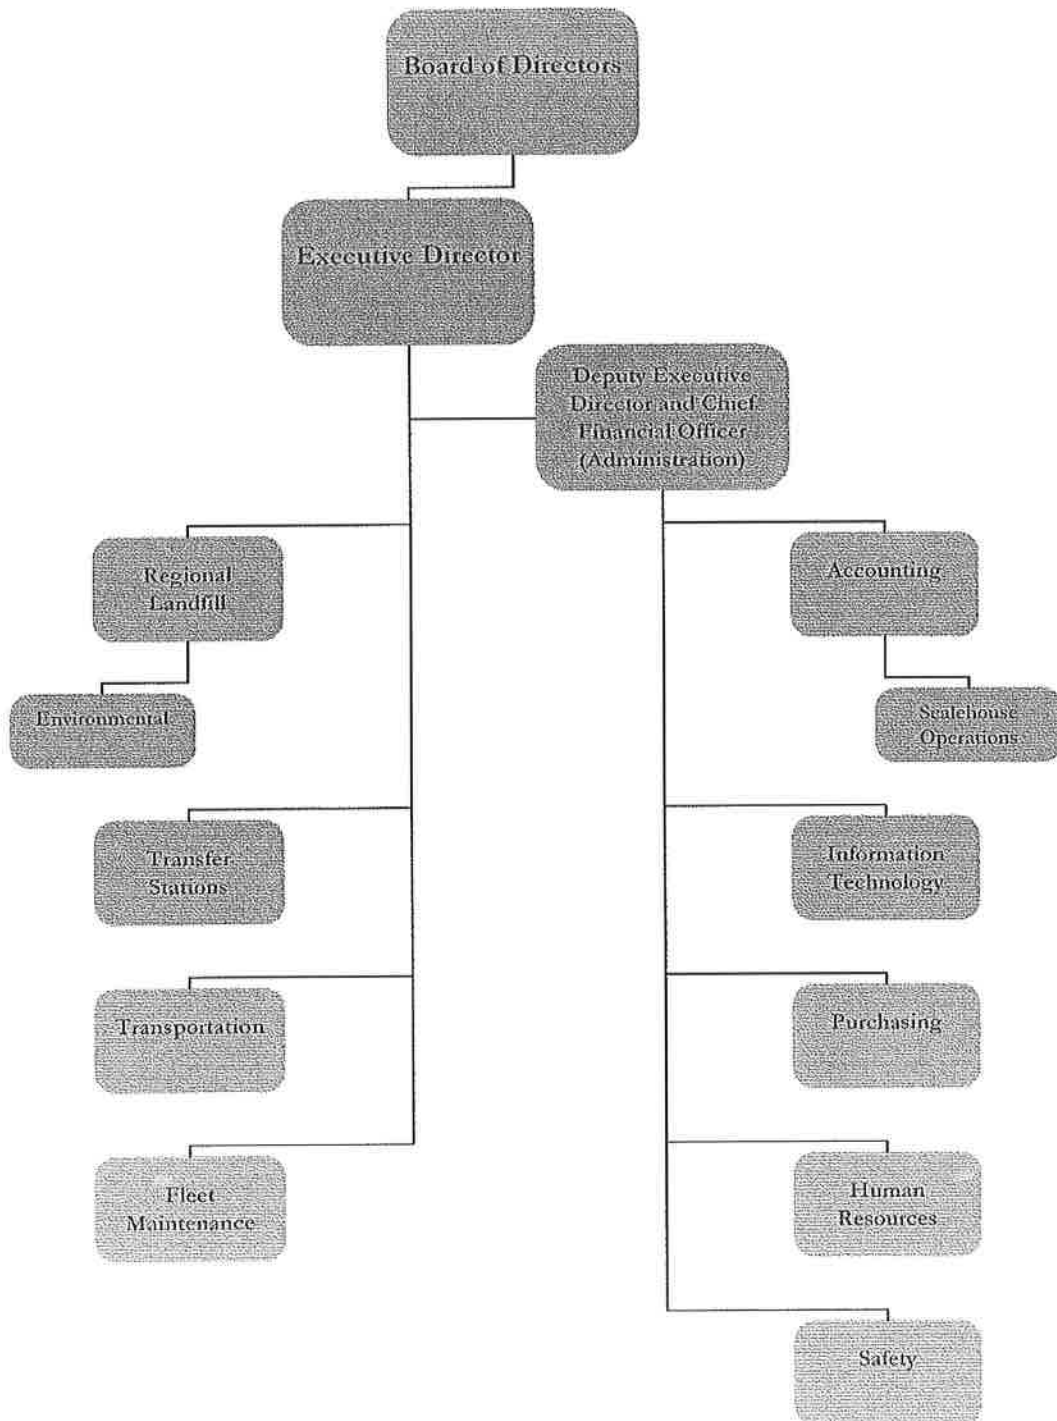 Board of Directors
Executive Director
Deputy Executive
Director and Chief
Financial Officer
(Administration)
Regional
Landfill
Accounting
Environmental
Scalehouse
Operations
Transfer
Stations
Information
Technology
Transportation
Purchasing
Fleet
Maintenance
Human
Resources
Safety